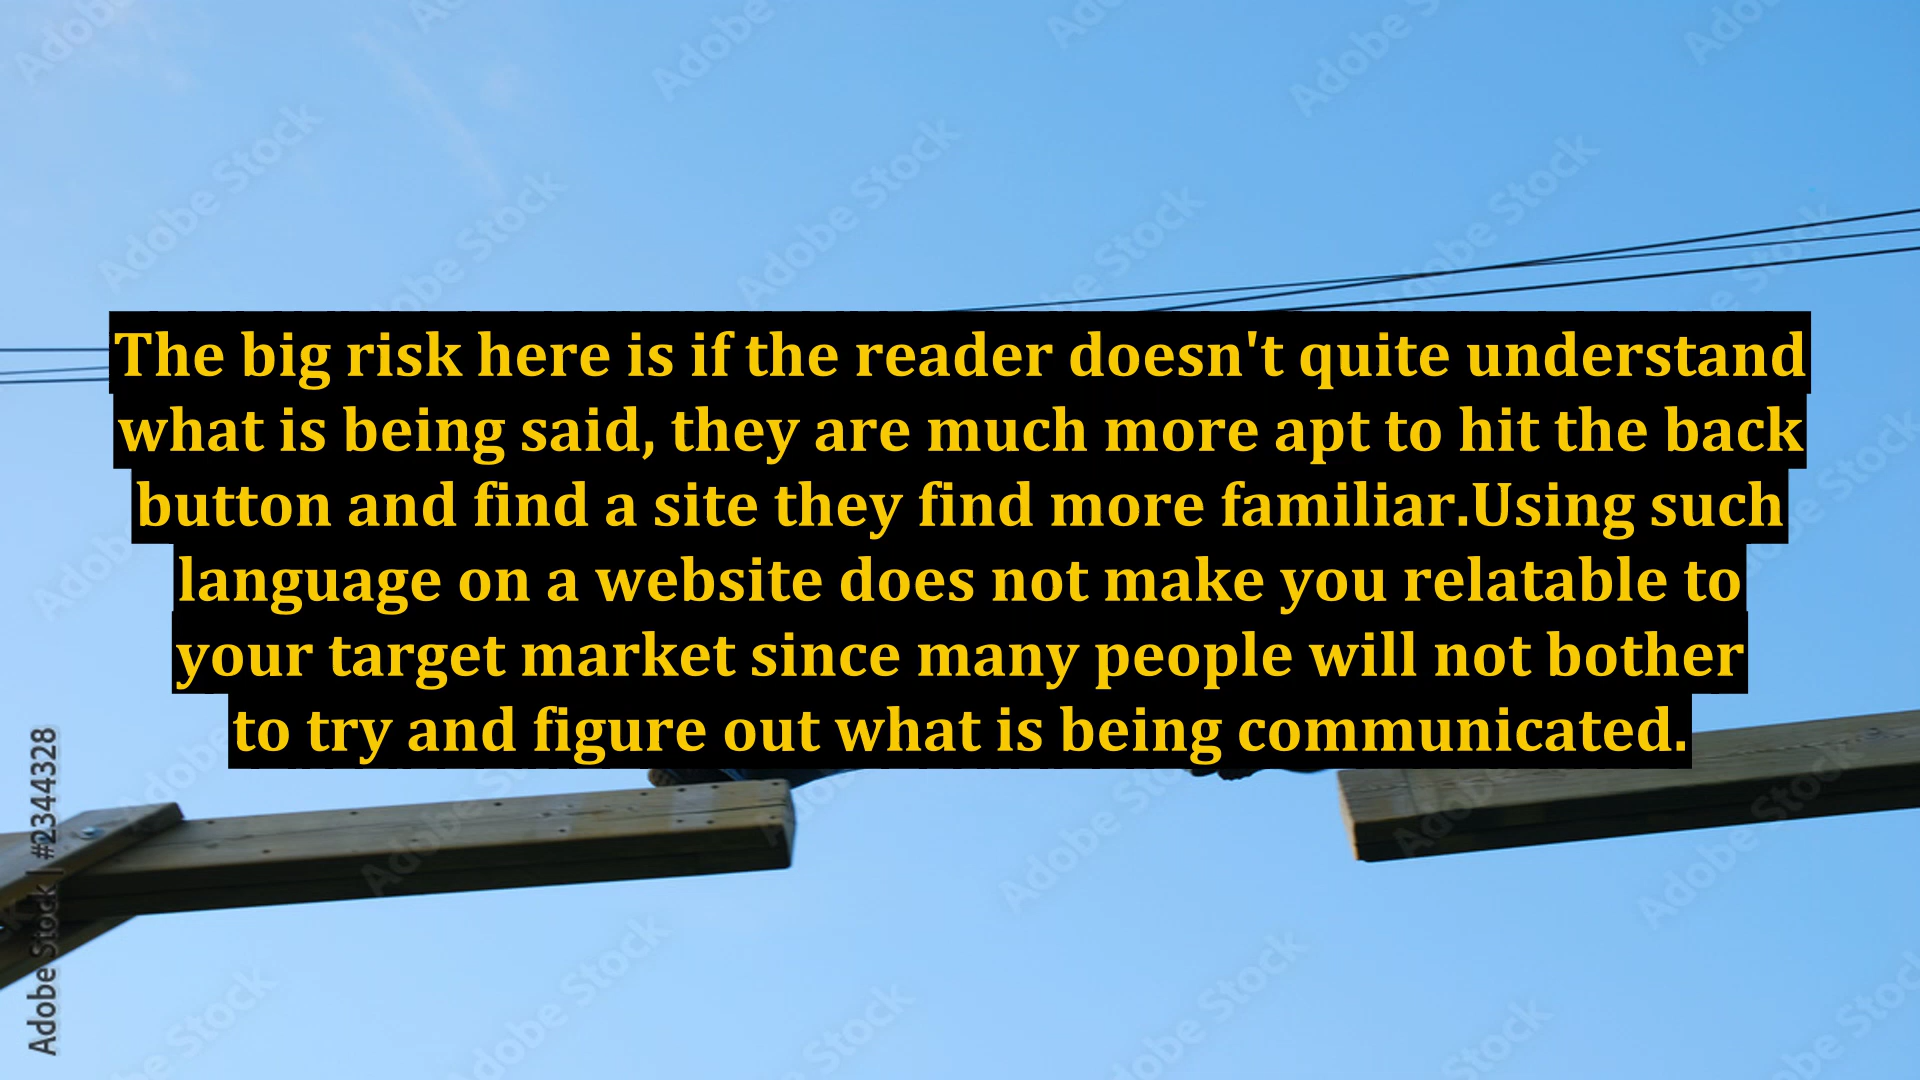 The big risk here is if the reader doesn't quite understand
what is being said, they are much more apt to hit the back
button and find a site they find more familiar.Using such
language on a website does not make you relatable to
your target market since many people will not bother
to try and figure out what is being communicated.
Adobe Stock | #2344328
Adobe Stock